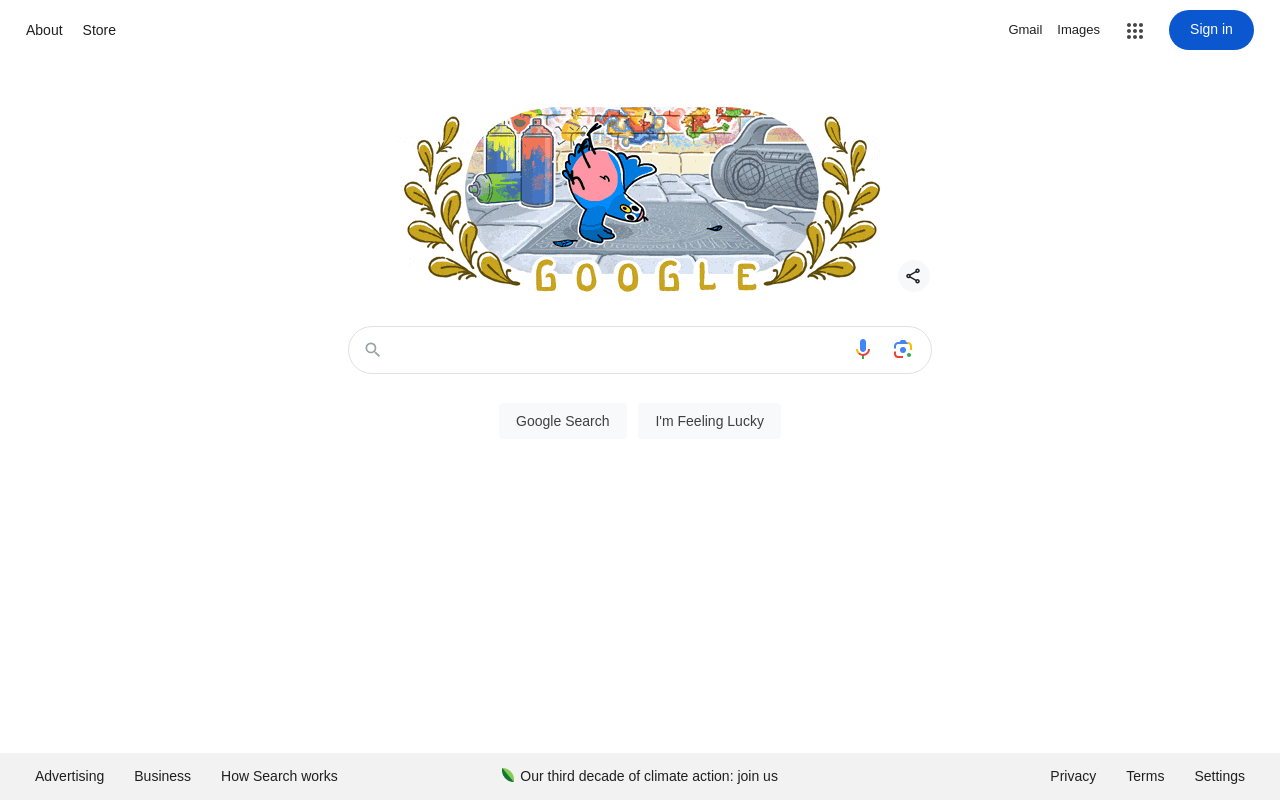 About Store
Gmail Images Sign in
GOOGLE
Google Search I'm Feeling Lucky
Advertising Business How Search works
Our third decade of climate action: join us
Privacy Terms Settings